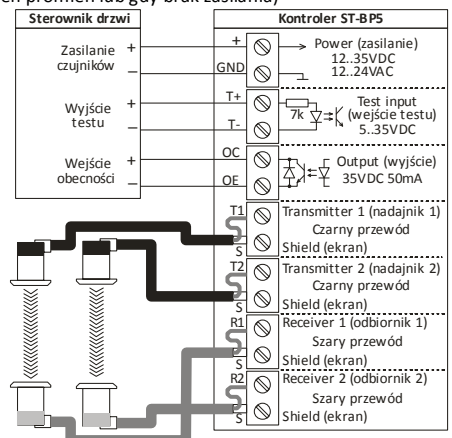 Sterownik drzwi
Kontroler ST-BP5
Zasilanie
czujników
+
–
+
GND
Power (zasilanie)
12..35VDC
12..24VAC
Wyjście
testu
+
–
T+
T-
7k
Test input
(wejście testu)
5..35VDC
Wejście
obecności
+
–
OC
OE
Output (wyjście)
35VDC 50mA
T1
S
Transmitter 1 (nadajnik 1)
Czarny przewód
Shield (ekran)
T2
S
Transmitter 2 (nadajnik 2)
Czarny przewód
Shield (ekran)
R1
S
Receiver 1 (odbiornik 1)
Szary przewód
Shield (ekran)
R2
S
Receiver 2 (odbiornik 2)
Szary przewód
Shield (ekran)